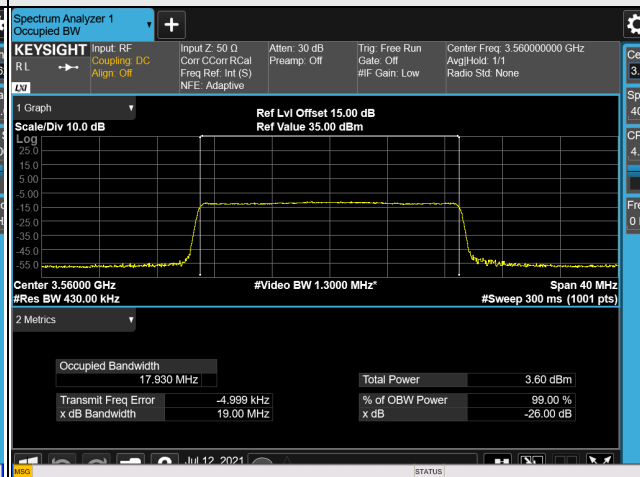 Spectrum Analyzer 1
Occupied BW
KEYSIGHT
RL
LXI
Input: RF
Coupling: DC
Align: Off
Input Z: 50 Ω
Corr CCorr RCal
Freq Ref: Int (S)
NFE: Adaptive
Atten: 30 dB
Preamp: Off
Trig: Free Run
Gate: Off
#IF Gain: Low
Center Freq: 3.560000000 GHz
Avg|Hold: 1/1
Radio Std: None
1 Graph
Scale/Div 10.0 dB
Ref Lvl Offset 15.00 dB
Ref Value 35.00 dBm
Log
25.0
15.0
5.00
-5.00
-15.0
-25.0
-35.0
-45.0
-55.0
Center 3.56000 GHz
#Video BW 1.3000 MHz*
Span 40 MHz
#Res BW 430.00 kHz
#Sweep 300 ms (1001 pts)
2 Metrics
Occupied Bandwidth
17.930 MHz
Total Power 3.60 dBm
Transmit Freq Error -4.999 kHz
% of OBW Power 99.00 %
x dB Bandwidth 19.00 MHz
x dB -26.00 dB
Jul 12, 2021
MSG
STATUS